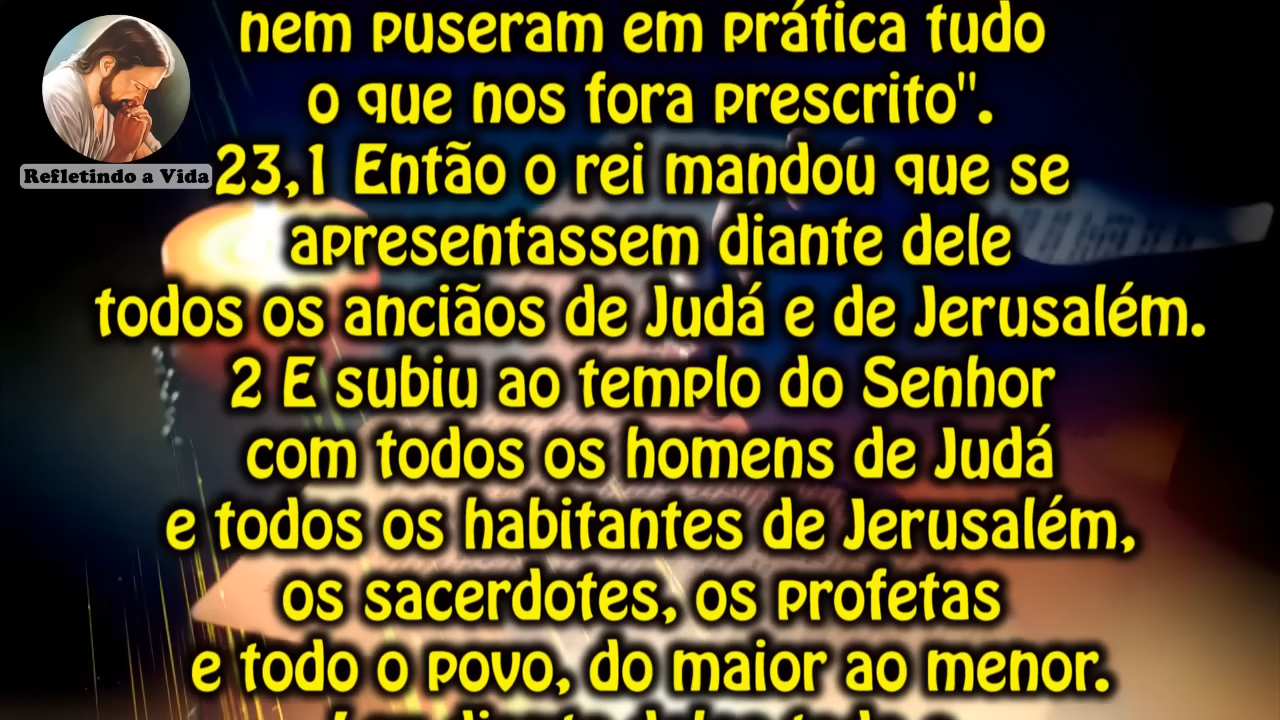 nem puseram em prática tudo
o que nos fora prescrito".
Refletindo a Vida
23,1 Então o rei mandou que se
apresentassem diante dele
todos os anciãos de Judá e de Jerusalém.
2 E subiu ao templo do Senhor
com todos os homens de Judá
e todos os habitantes de Jerusalém,
os sacerdotes, os profetas
e todo o povo, do maior ao menor.